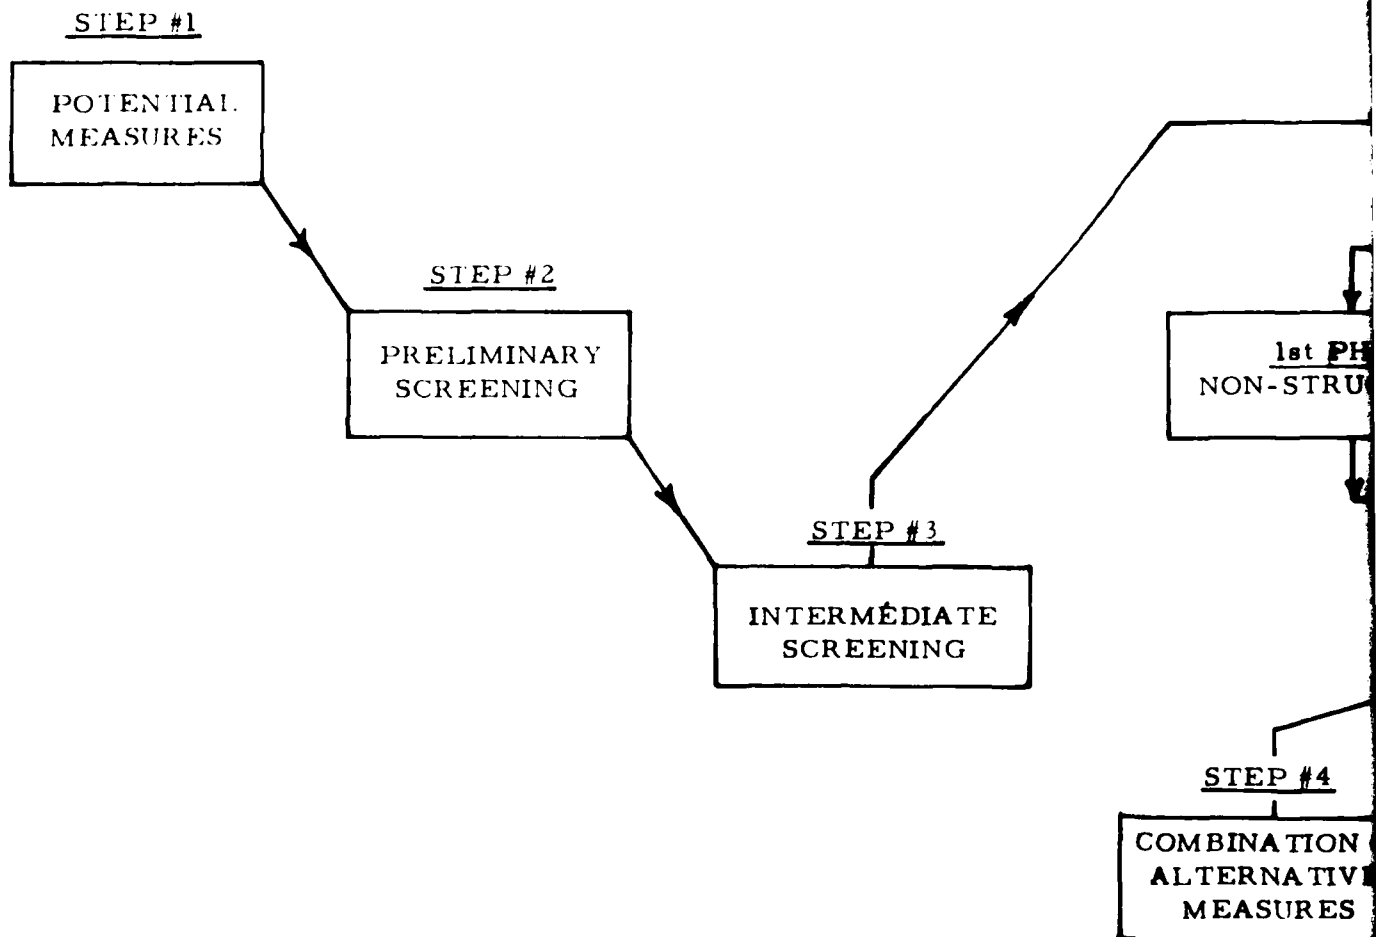 STEP #1
POTENTIAL
MEASURES
STEP #2
PRELIMINARY
SCREENING
STEP #3
INTERMÉDIATE
SCREENING
1st PH
NON-STRU
STEP #4
COMBINATION
ALTERNATIV
MEASURES